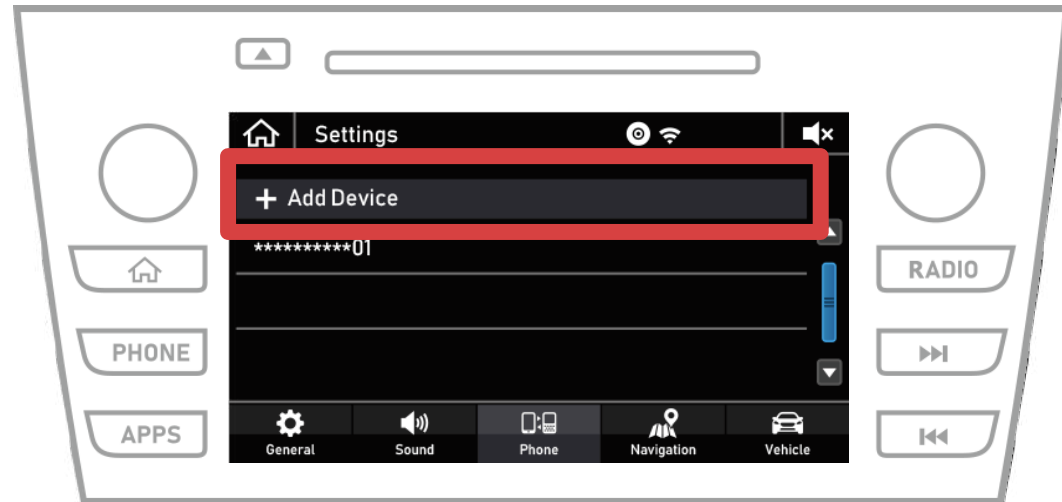 Settings
+ Add Device
**********01
RADIO
PHONE
APPS
General Sound Phone Navigation Vehicle